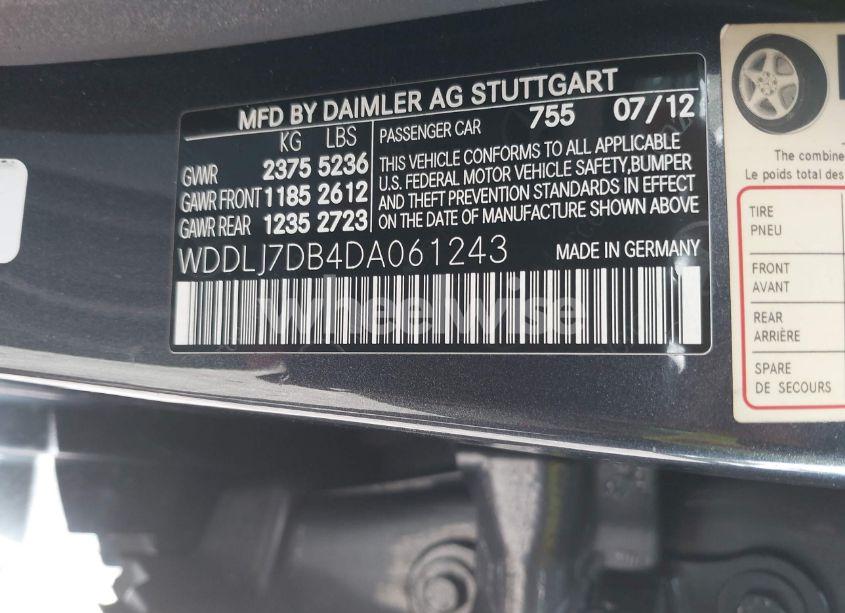 MFD BY DAIMLER AG STUTTGART
KG LBS
PASSENGER CAR 755 07/12
GVWR 2375 5236
GAWR FRONT 1185 2612
GAWR REAR 1235 2723
THIS VEHICLE CONFORMS TO ALL APPLICABLE
U.S. FEDERAL MOTOR VEHICLE SAFETY,BUMPER
AND THEFT PREVENTION STANDARDS IN EFFECT
ON THE DATE OF MANUFACTURE SHOWN ABOVE
WDDLJ7DB4DA061243 MADE IN GERMANY
wheelwise
The combine
Le poids total des
TIRE
PNEU
FRONT
AVANT
REAR
ARRIÈRE
SPARE
DE SECOURS